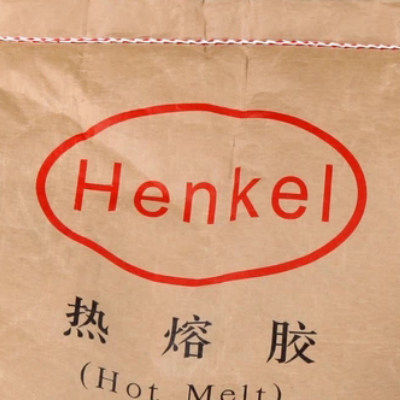 Henkel
热熔胶
(Hot Melt)